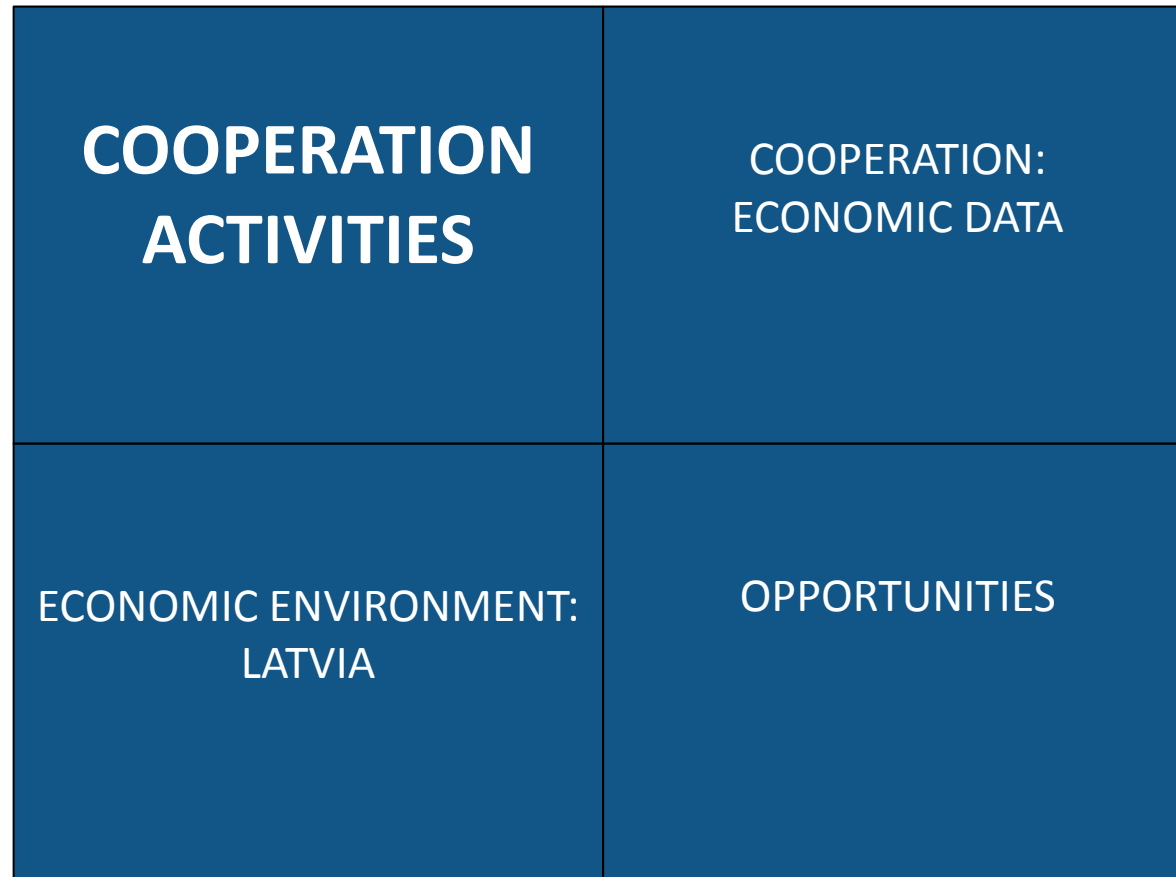 COOPERATION
ACTIVITIES
COOPERATION:
ECONOMIC DATA
ECONOMIC ENVIRONMENT:
LATVIA
OPPORTUNITIES